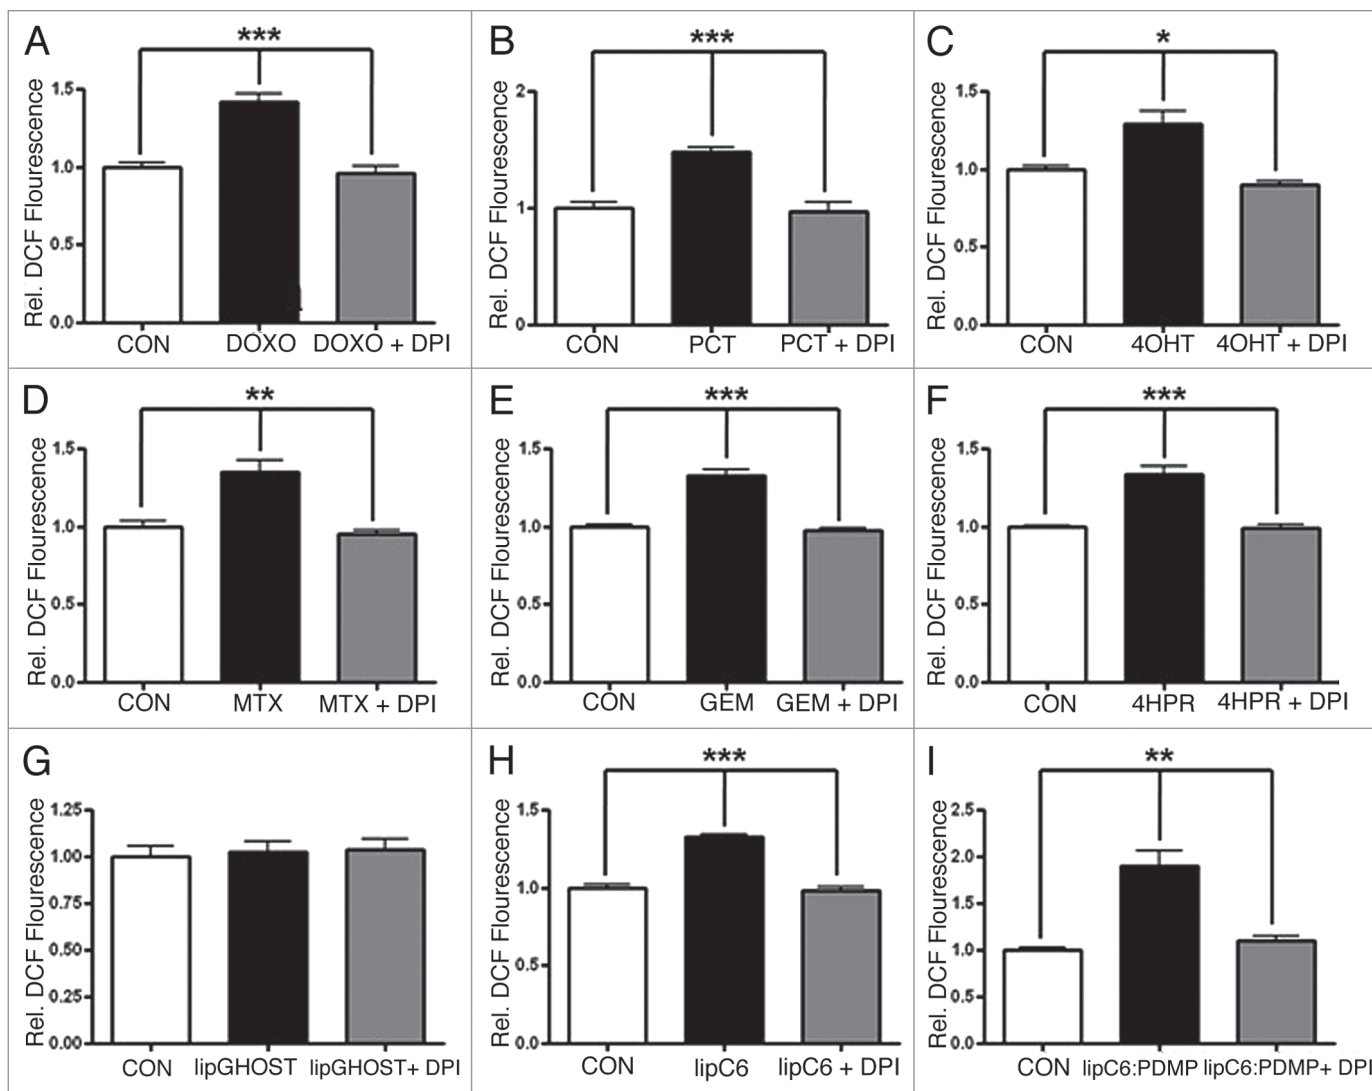 A
***
Rel. DCF Flourescence
1.5
1.0
0.5
0.0
CON DOXO DOXO + DPI
B
***
Rel. DCF Flourescence
2
1
0
CON PCT PCT + DPI
C
*
Rel. DCF Flourescence
1.5
1.0
0.5
0.0
CON 4OHT 4OHT + DPI
D
**
Rel. DCF Flourescence
1.5
1.0
0.5
0.0
CON MTX MTX + DPI
E
***
Rel. DCF Flourescence
1.5
1.0
0.5
0.0
CON GEM GEM + DPI
F
***
Rel. DCF Flourescence
1.5
1.0
0.5
0.0
CON 4HPR 4HPR + DPI
G
Rel. DCF Flourescence
1.25
1.00
0.75
0.50
0.25
0.00
CON lipGHOST lipGHOST+ DPI
H
***
Rel. DCF Flourescence
1.5
1.0
0.5
0.0
CON lipC6 lipC6 + DPI
I
**
Rel. DCF Flourescence
2.5
2.0
1.5
1.0
0.5
0.0
CON lipC6:PDMP lipC6:PDMP+ DPI